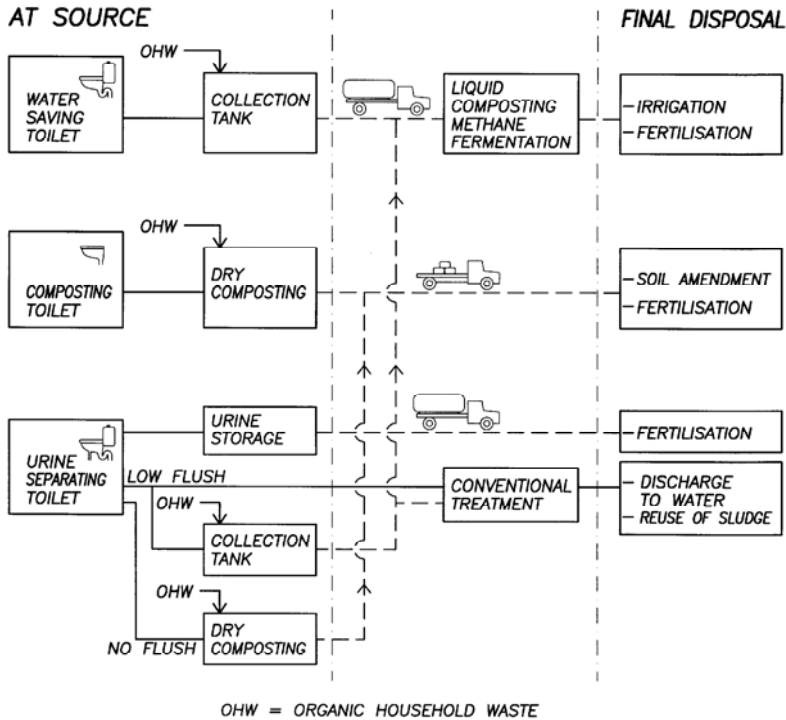 AT SOURCE
FINAL DISPOSAL
OHW
WATER
SAVING
TOILET
COLLECTION
TANK
LIQUID
COMPOSTING
METHANE
FERMENTATION
– IRRIGATION
– FERTILISATION
OHW
COMPOSTING
TOILET
DRY
COMPOSTING
– SOIL AMENDMENT
– FERTILISATION
URINE
SEPARATING
TOILET
URINE
STORAGE
– FERTILISATION
LOW FLUSH
OHW
COLLECTION
TANK
CONVENTIONAL
TREATMENT
– DISCHARGE
TO WATER
– REUSE OF SLUDGE
OHW
NO FLUSH
DRY
COMPOSTING
OHW = ORGANIC HOUSEHOLD WASTE